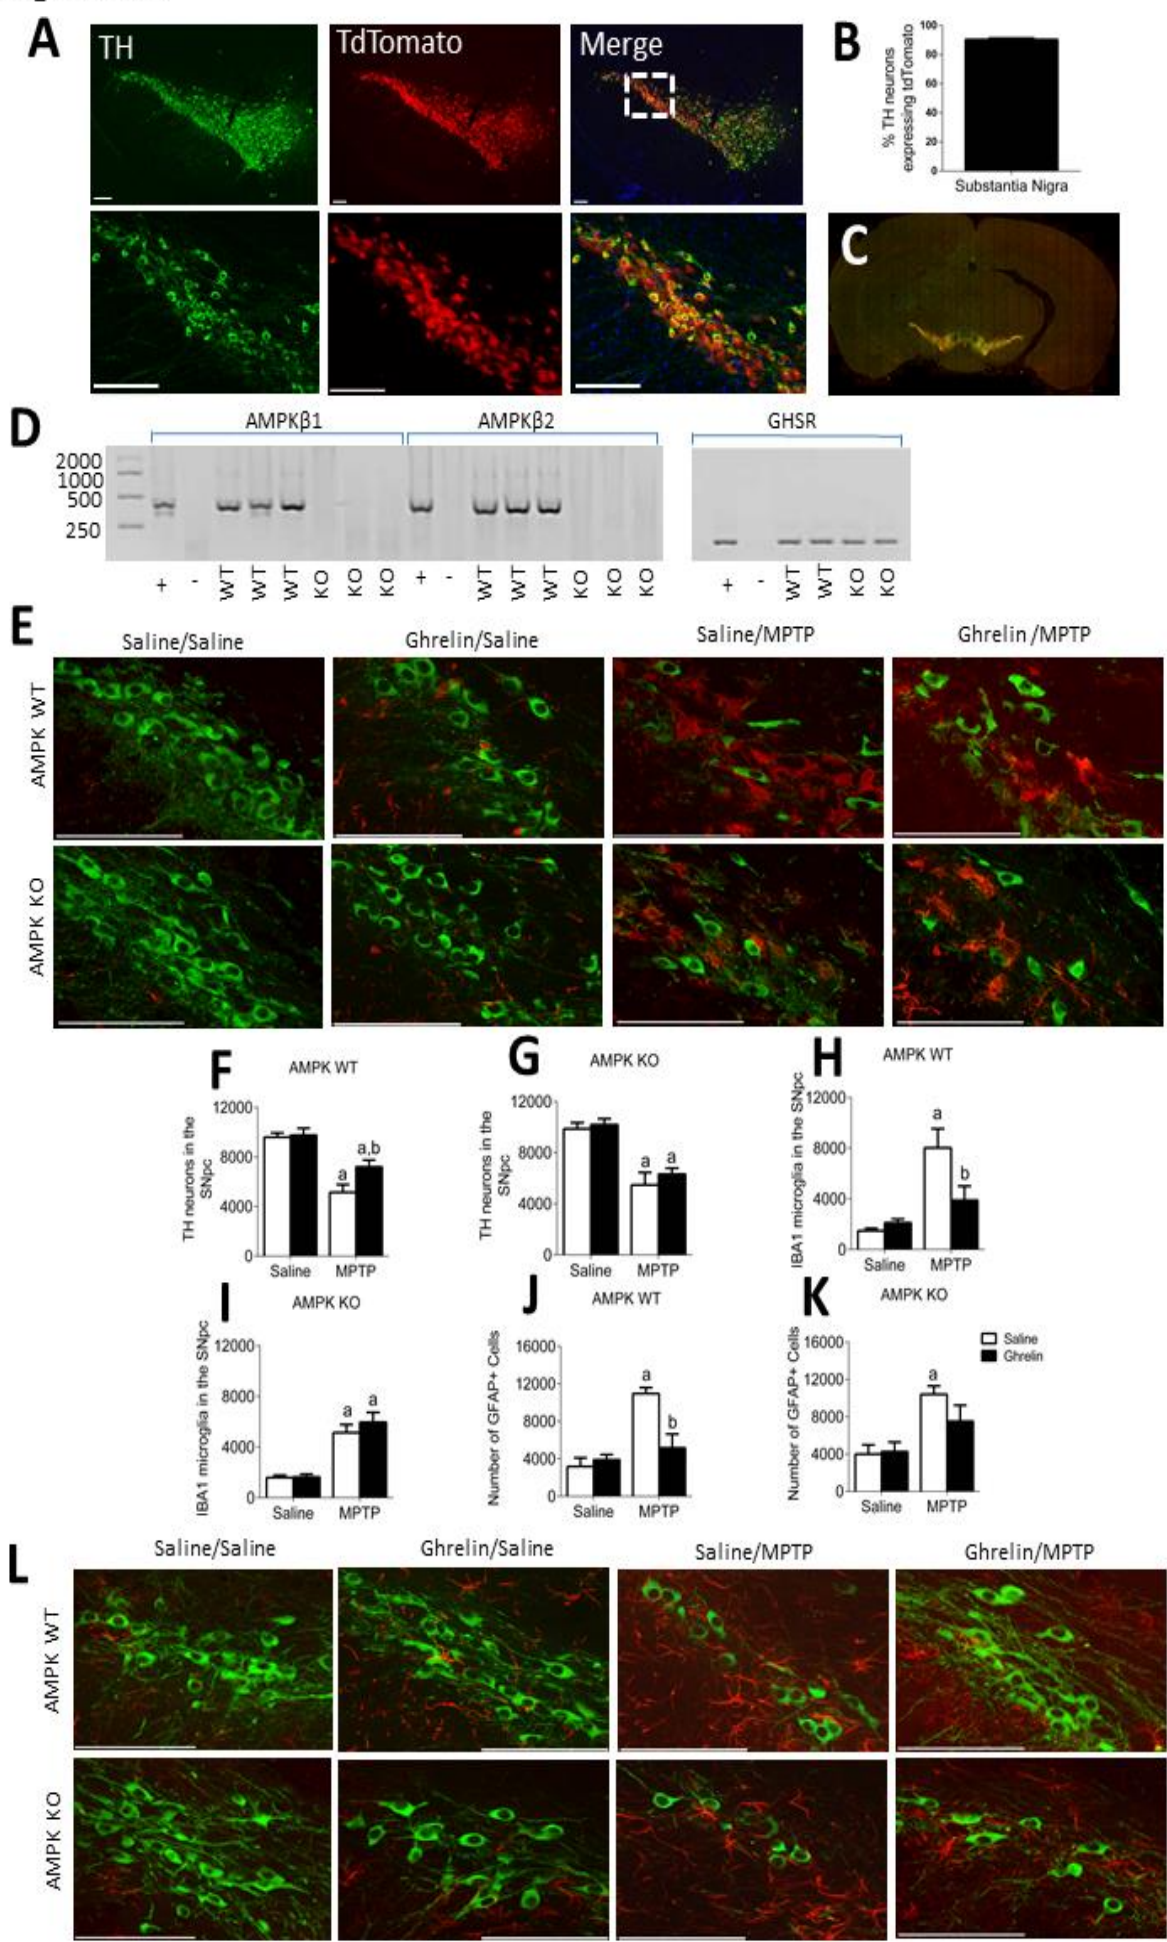 A
TH
TdTomato
Merge
B
% TH neurons
expressing tdTomato
100
80
60
40
20
0
Substantia Nigra
C
D
AMPKβ1
AMPKβ2
GHSR
2000
1000
500
250
+ - WT WT WT KO KO KO + - WT WT WT KO KO KO
+ - WT WT KO KO
E
Saline/Saline
Ghrelin/Saline
Saline/MPTP
Ghrelin/MPTP
AMPK WT
AMPK KO
F
AMPK WT
TH neurons in the
SNpc
12000
8000
4000
0
a
a,b
Saline
MPTP
G
AMPK KO
TH neurons in the
SNpc
12000
8000
4000
0
a
a
Saline
MPTP
H
AMPK WT
IBA1 microglia in the SNpc
12000
8000
4000
0
a
b
Saline
MPTP
I
AMPK KO
IBA1 microglia in the SNpc
12000
8000
4000
0
a
a
Saline
MPTP
J
AMPK WT
Number of GFAP+ Cells
16000
12000
8000
4000
0
a
b
Saline
MPTP
K
AMPK KO
Number of GFAP+ Cells
16000
12000
8000
4000
0
a
Saline
MPTP
Saline
Ghrelin
L
Saline/Saline
Ghrelin/Saline
Saline/MPTP
Ghrelin/MPTP
AMPK WT
AMPK KO